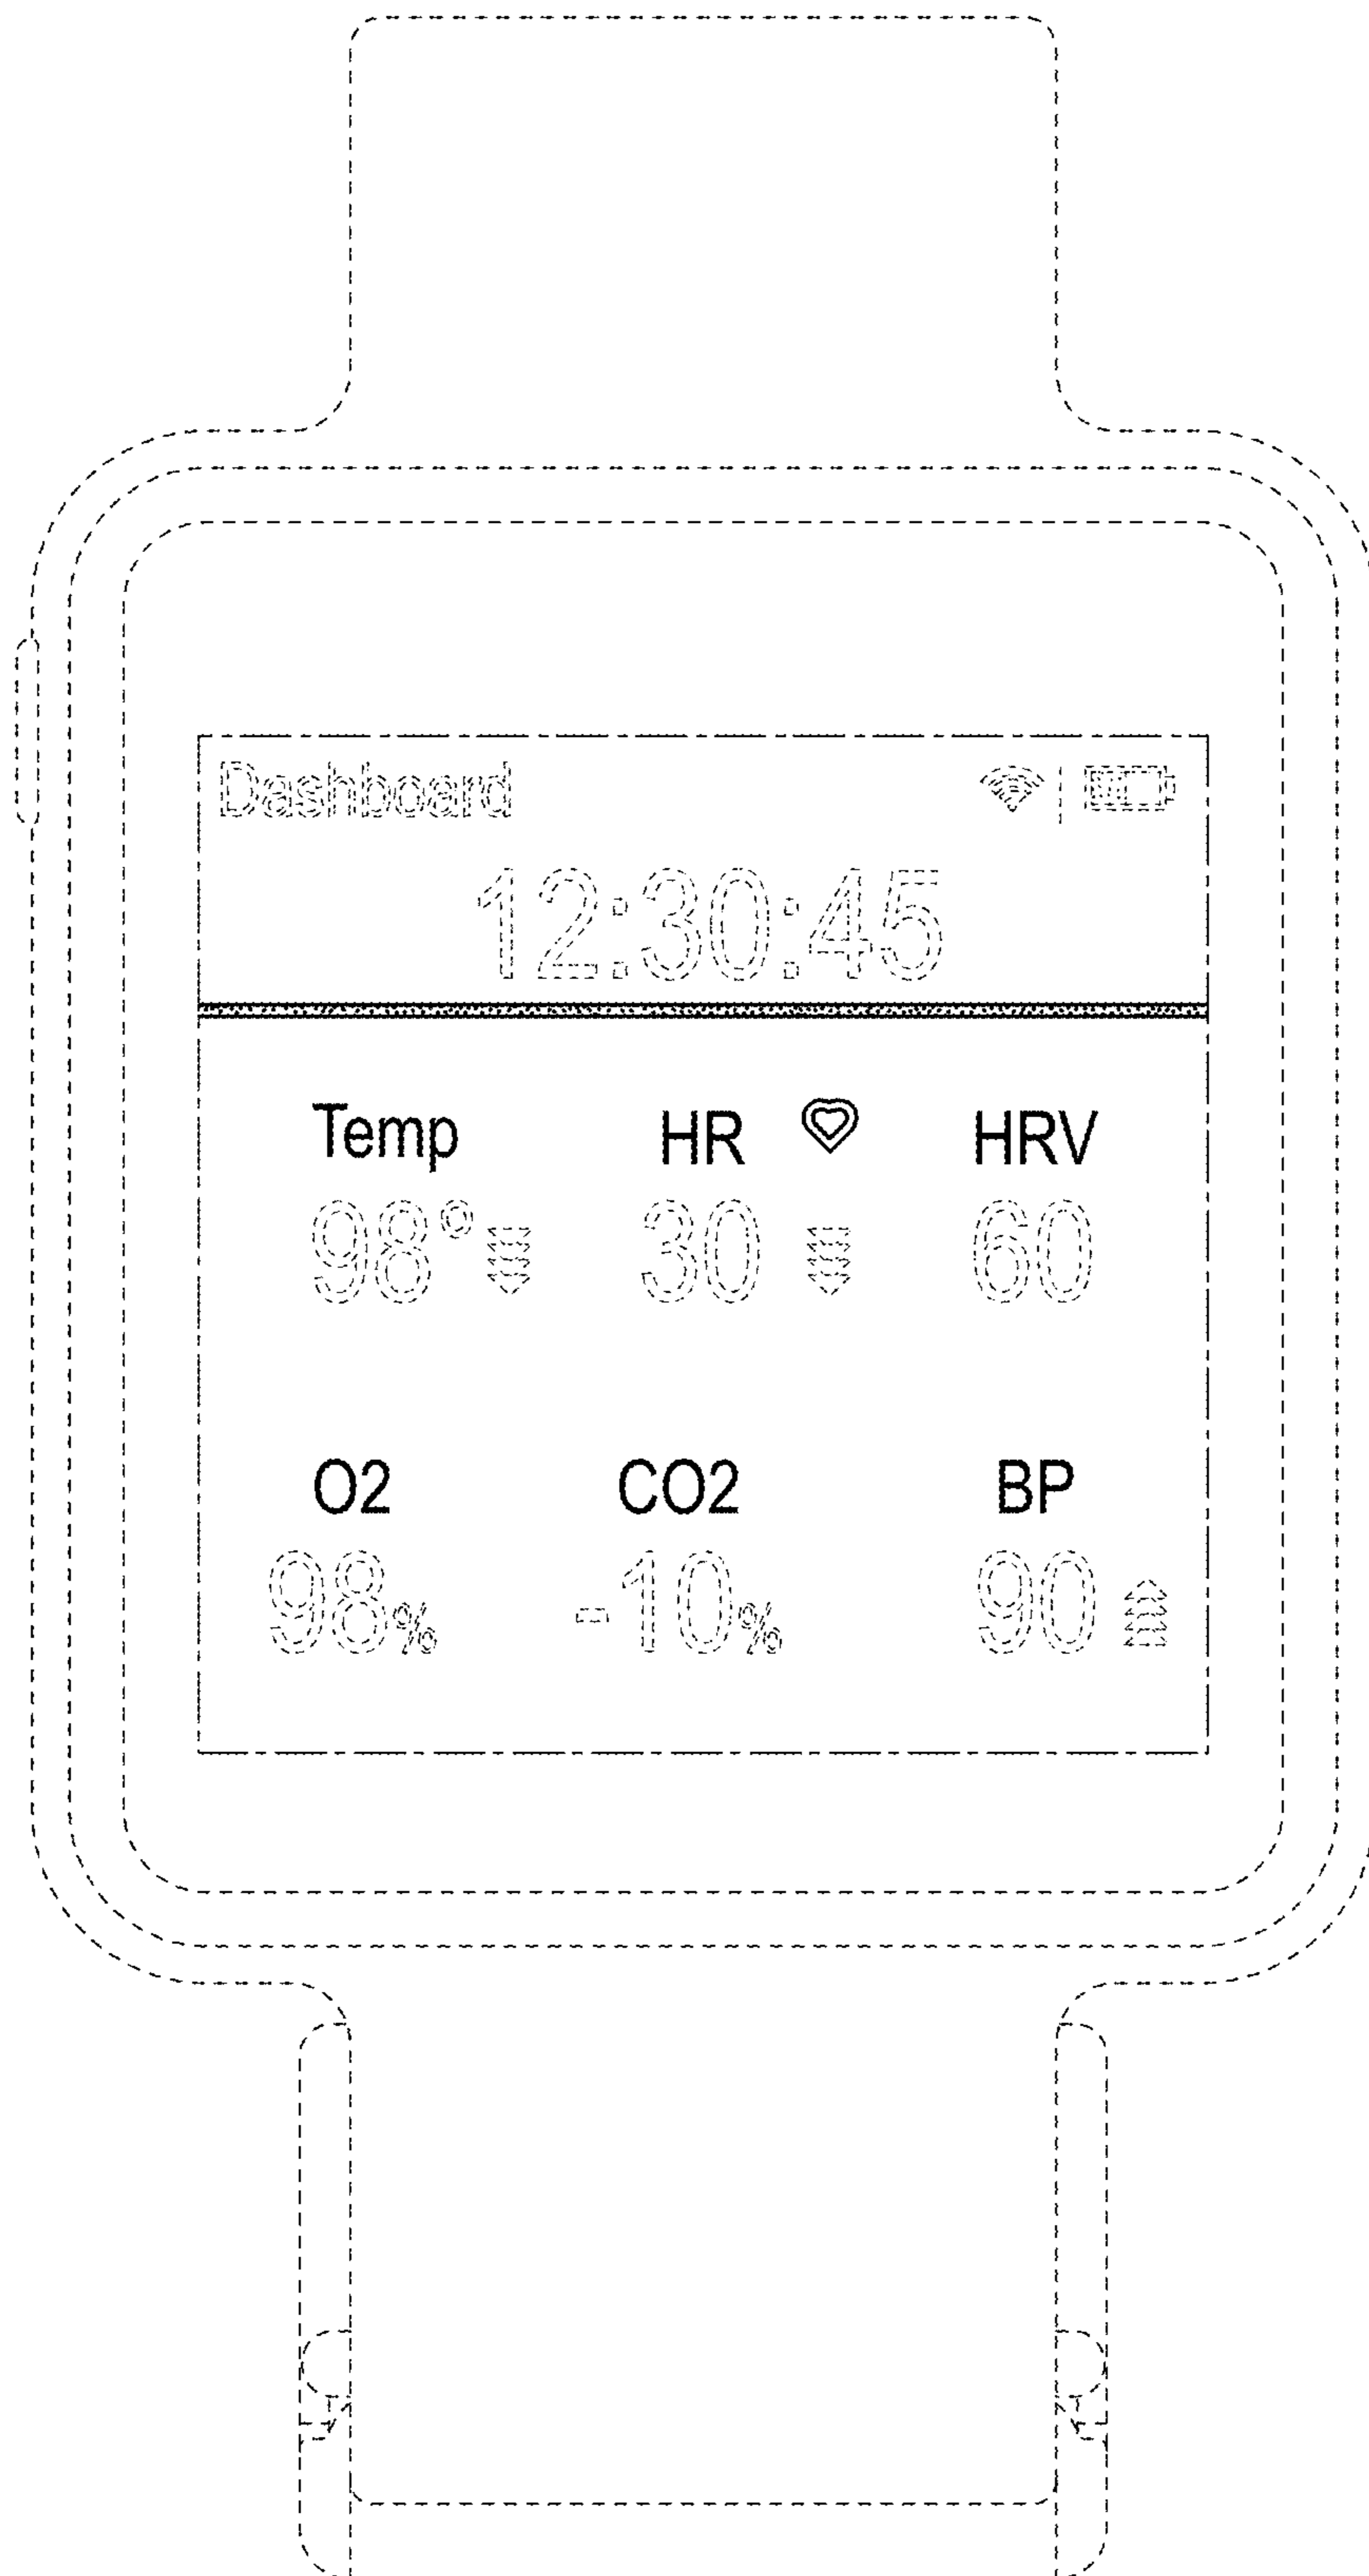 Dashboard
12:30:45
Temp HR HRV
98° 30 60
O2 CO2 BP
98% -10% 90